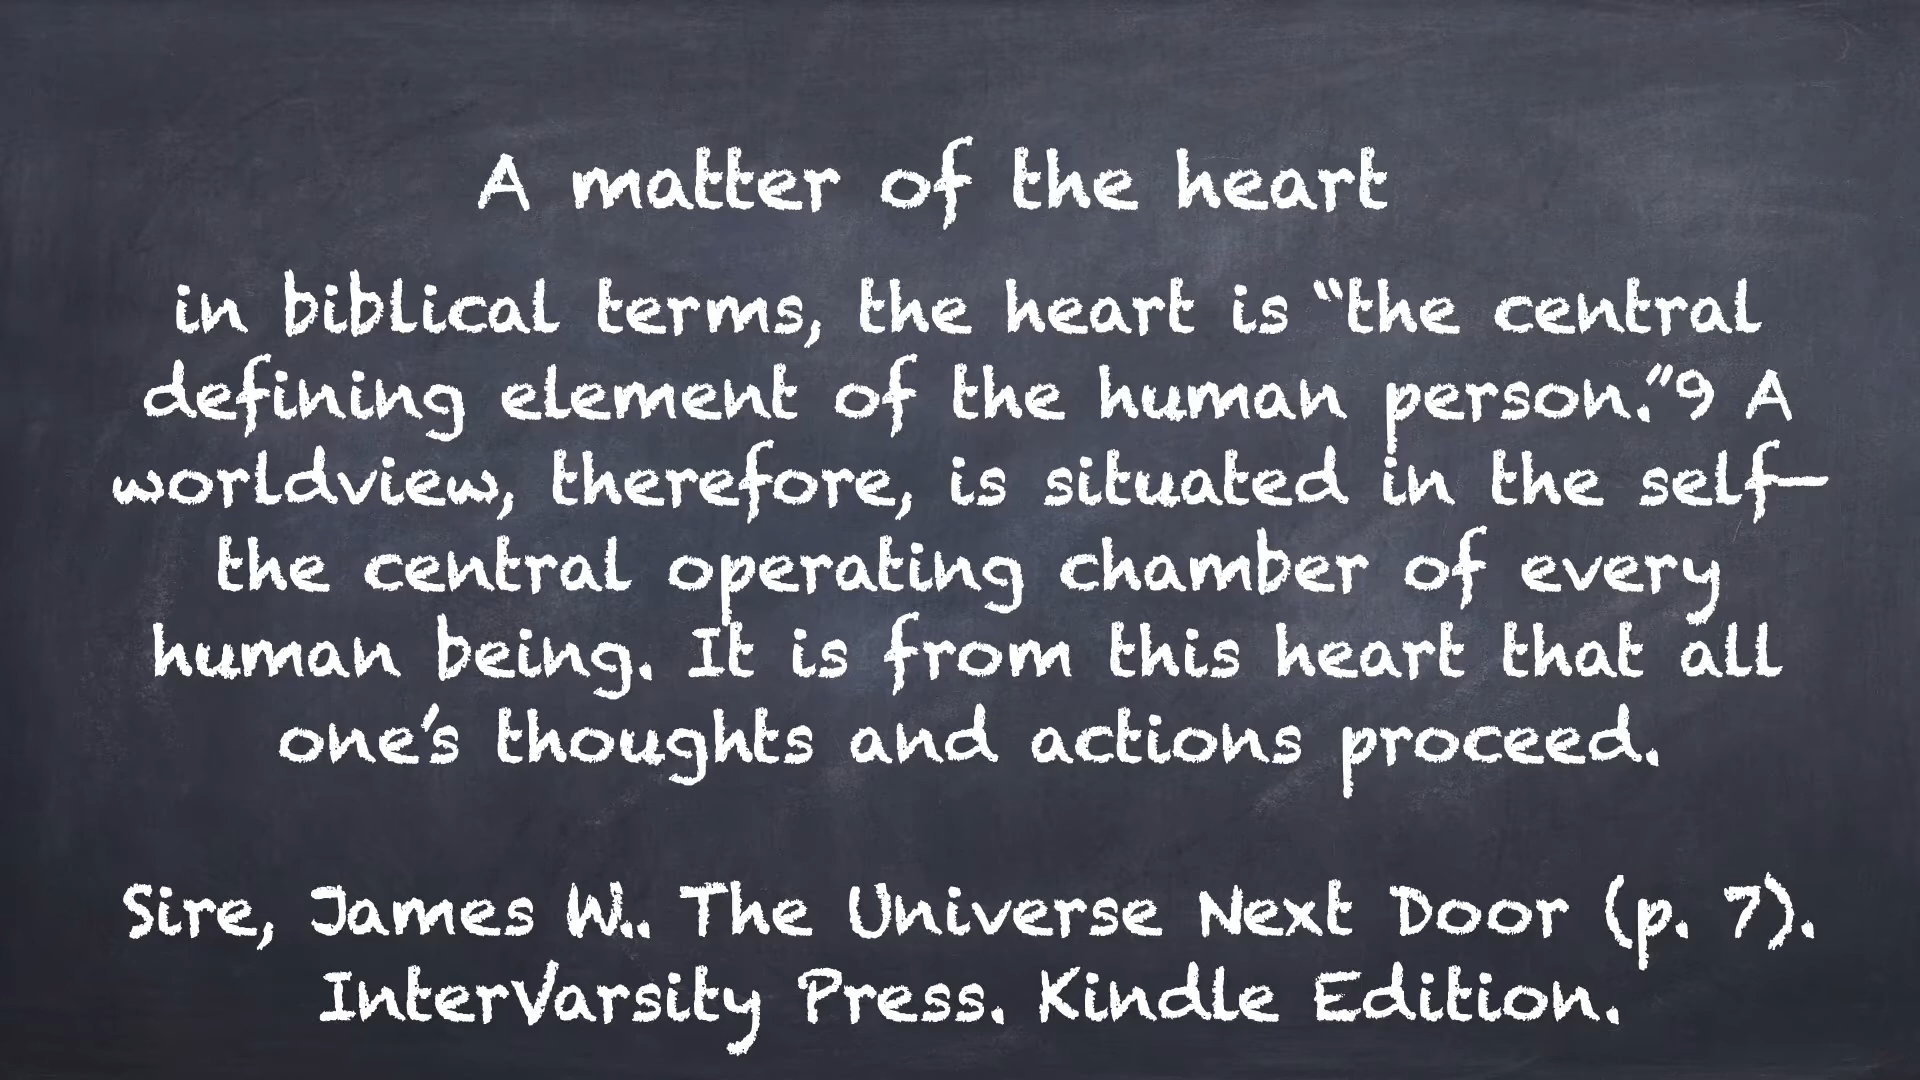 A matter of the heart
in biblical terms, the heart is “the central
defining element of the human person.”9 A
worldview, therefore, is situated in the self—
the central operating chamber of every
human being. It is from this heart that all
one’s thoughts and actions proceed.
Sire, James W.. The Universe Next Door (p. 7).
InterVarsity Press. Kindle Edition.